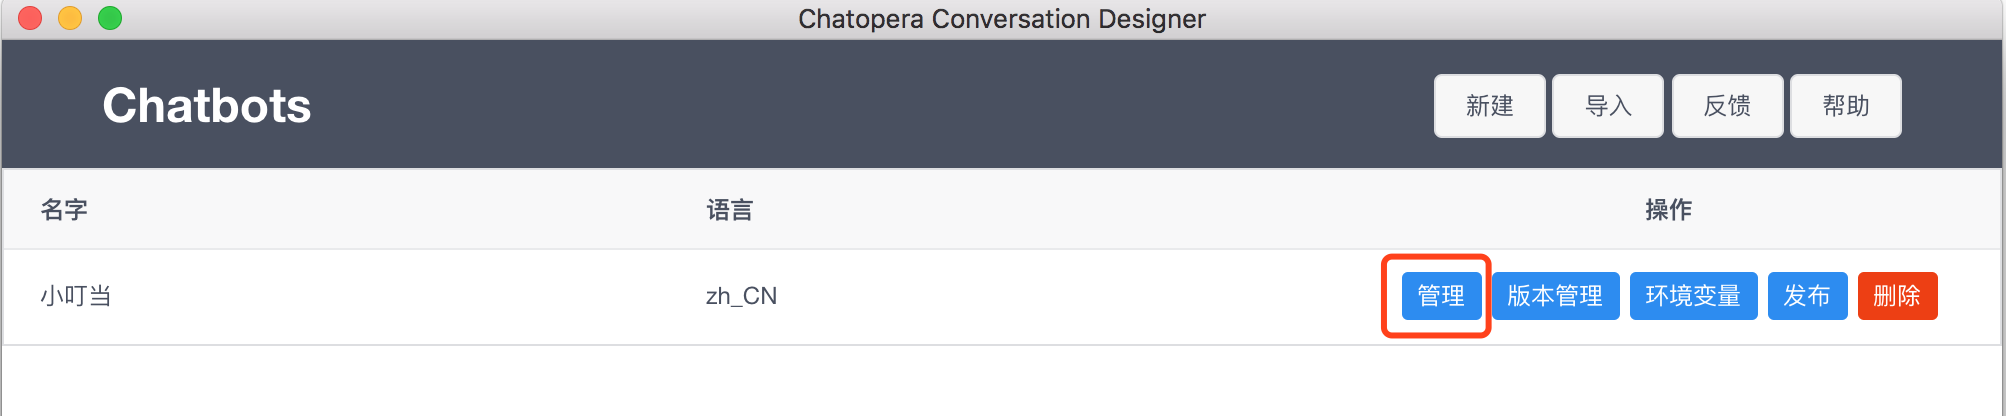 Chatopera Conversation Designer
Chatbots 新建 导入 反馈 帮助
名字 语言 操作
小叮当 zh_CN 管理 版本管理 环境变量 发布 删除